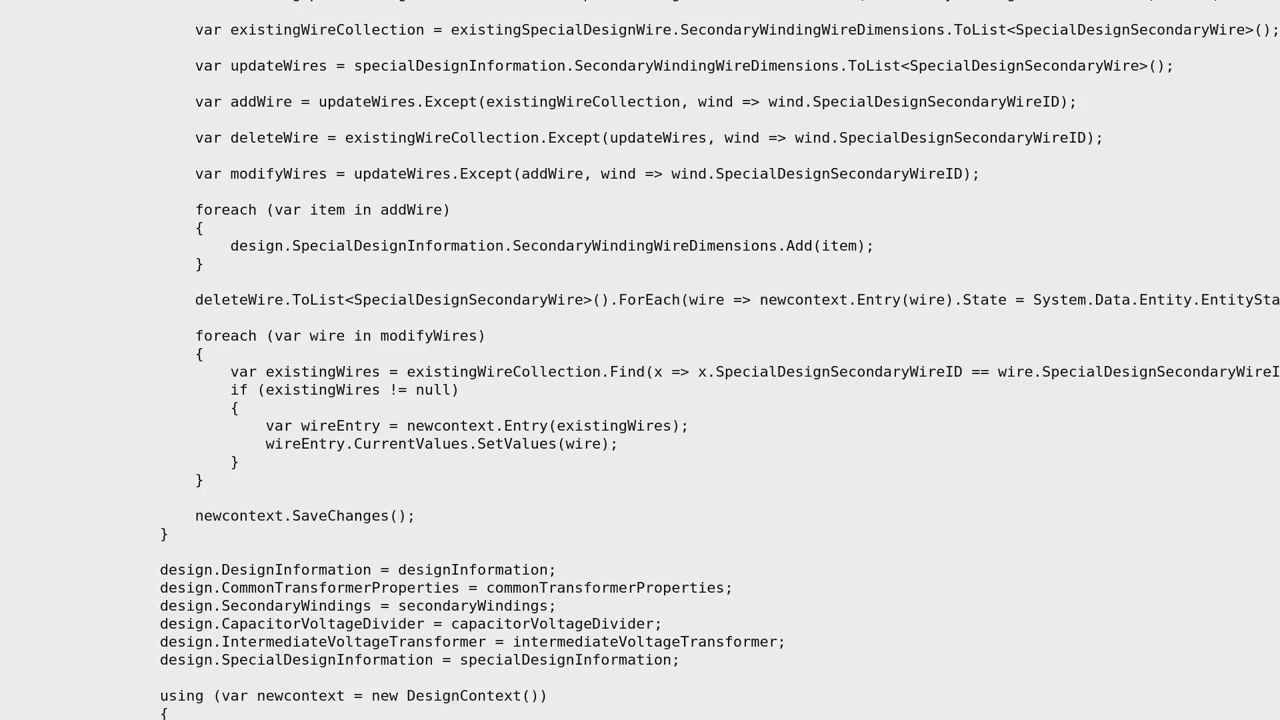 var existingWireCollection = existingSpecialDesignWire.SecondaryWindingWireDimensions.ToList<SpecialDesignSecondaryWire>();
var updateWires = specialDesignInformation.SecondaryWindingWireDimensions.ToList<SpecialDesignSecondaryWire>();
var addWire = updateWires.Except(existingWireCollection, wind => wind.SpecialDesignSecondaryWireID);
var deleteWire = existingWireCollection.Except(updateWires, wind => wind.SpecialDesignSecondaryWireID);
var modifyWires = updateWires.Except(addWire, wind => wind.SpecialDesignSecondaryWireID);
foreach (var item in addWire)
{
design.SpecialDesignInformation.SecondaryWindingWireDimensions.Add(item);
}
deleteWire.ToList<SpecialDesignSecondaryWire>().ForEach(wire => newcontext.Entry(wire).State = System.Data.Entity.EntitySta
foreach (var wire in modifyWires)
{
var existingWires = existingWireCollection.Find(x => x.SpecialDesignSecondaryWireID == wire.SpecialDesignSecondaryWireI
if (existingWires != null)
{
var wireEntry = newcontext.Entry(existingWires);
wireEntry.CurrentValues.SetValues(wire);
}
}
newcontext.SaveChanges();
}
design.DesignInformation = designInformation;
design.CommonTransformerProperties = commonTransformerProperties;
design.SecondaryWindings = secondaryWindings;
design.CapacitorVoltageDivider = capacitorVoltageDivider;
design.IntermediateVoltageTransformer = intermediateVoltageTransformer;
design.SpecialDesignInformation = specialDesignInformation;
using (var newcontext = new DesignContext())
{